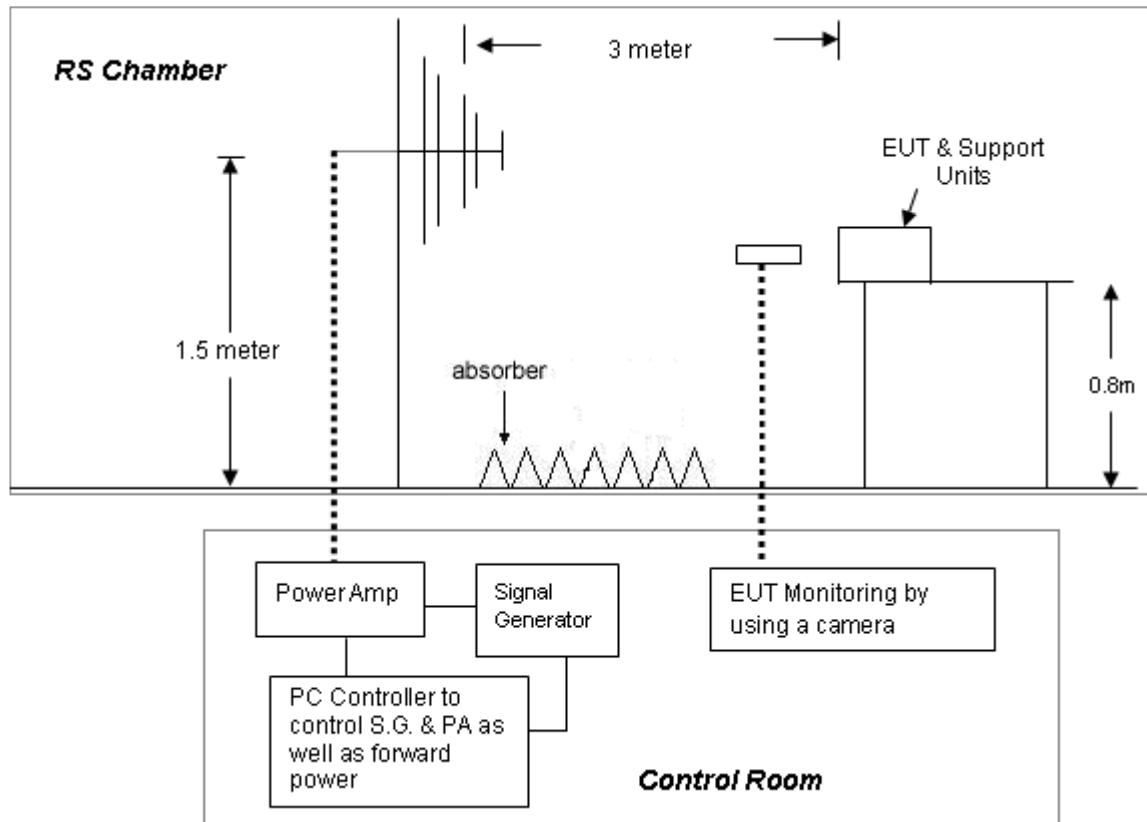 3 meter
RS Chamber
EUT & Support
Units
1.5 meter
absorber
0.8m
Power Amp
Signal
Generator
EUT Monitoring by
using a camera
PC Controller to
control S.G. & PA as
well as forward
power
Control Room